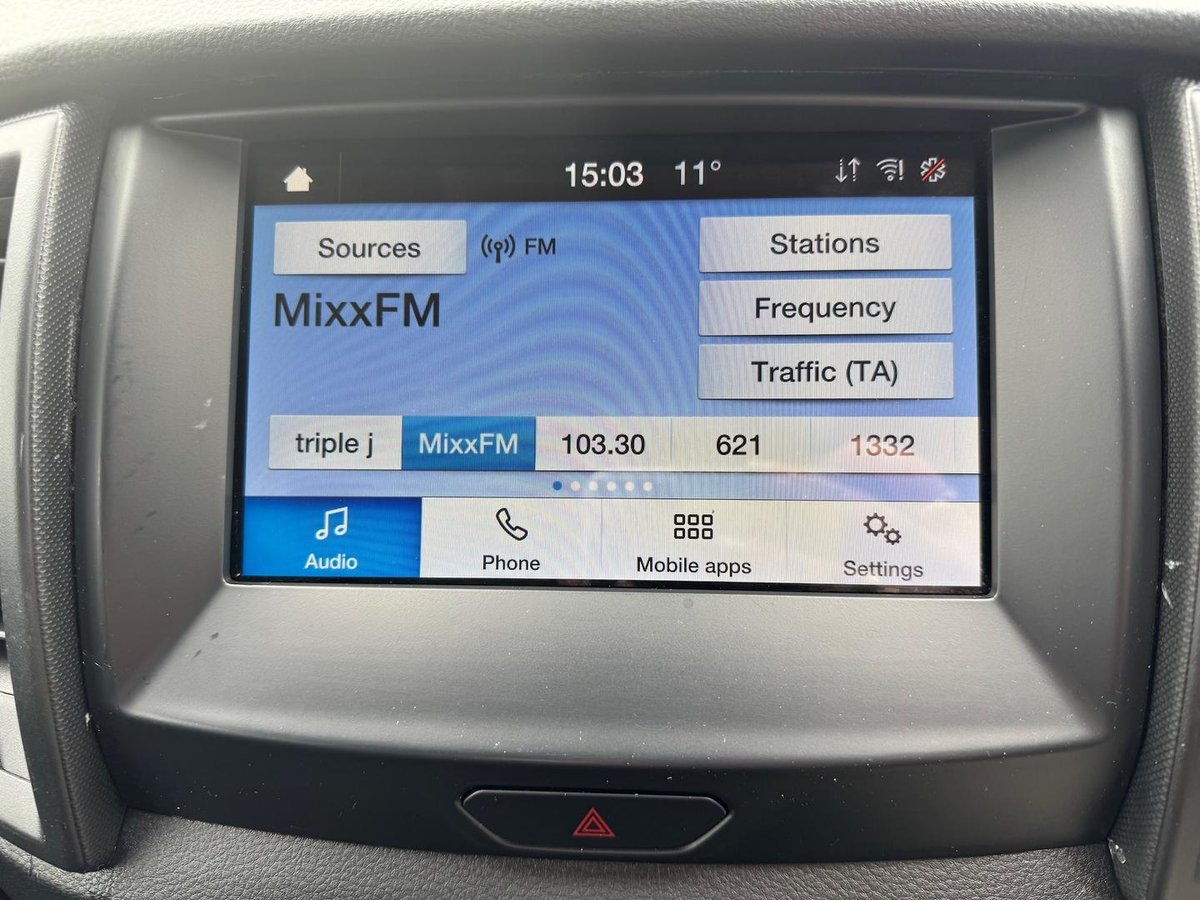 15:03 11°
Sources FM Stations
MixxFM
Frequency
Traffic (TA)
triple j MixxFM 103.30 621 1332
Audio Phone Mobile apps Settings